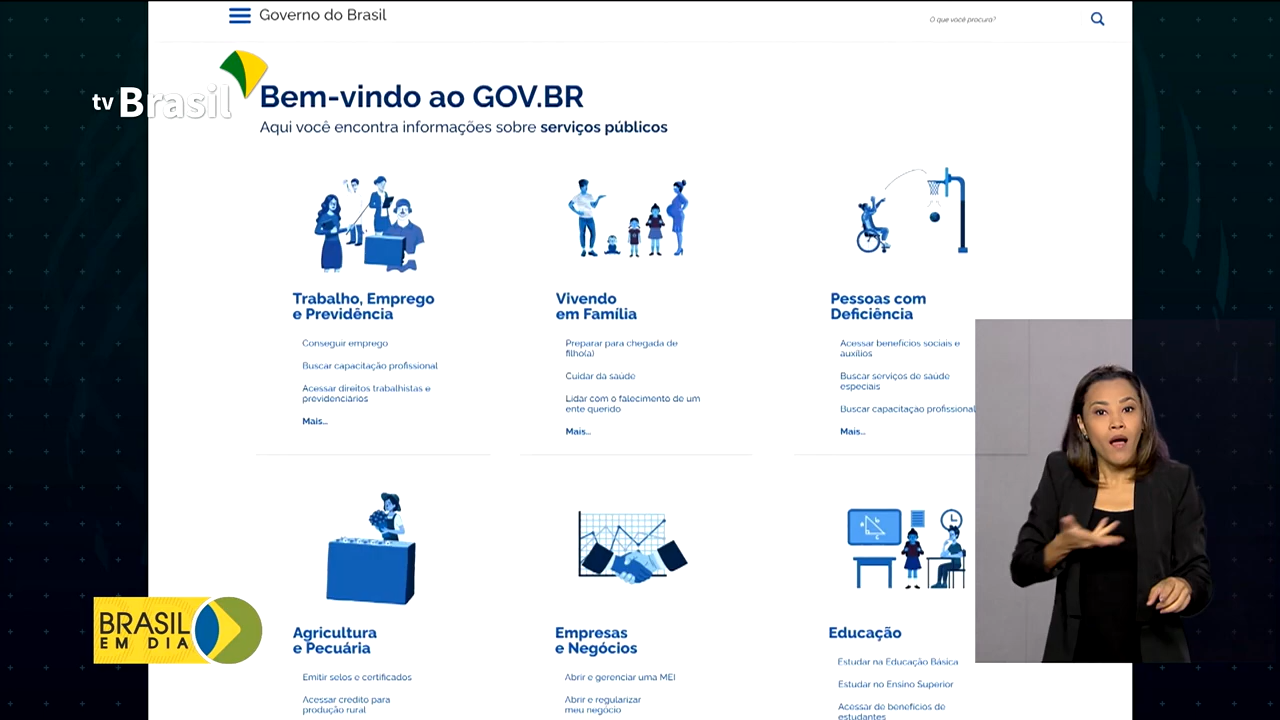 Governo do Brasil
O que você procura?
tv Brasil
Bem-vindo ao GOV.BR
Aqui você encontra informações sobre serviços públicos
Trabalho, Emprego
e Previdência
Conseguir emprego
Buscar capacitação profissional
Acessar direitos trabalhistas e
previdenciários
Mais...
Vivendo
em Família
Preparar para chegada de
filho(a)
Cuidar da saúde
Lidar com o falecimento de um
ente querido
Mais...
Pessoas com
Deficiência
Acessar benefícios sociais e
auxílios
Buscar serviços de saúde
especiais
Buscar capacitação profissional
Mais...
Agricultura
e Pecuária
Emitir selos e certificados
Acessar crédito para
produção rural
Empresas
e Negócios
Abrir e gerenciar uma MEI
Abrir e regularizar
meu negócio
Educação
Estudar na Educação Básica
Estudar no Ensino Superior
Acessar de benefícios de
estudantes
BRASIL
EM DIA